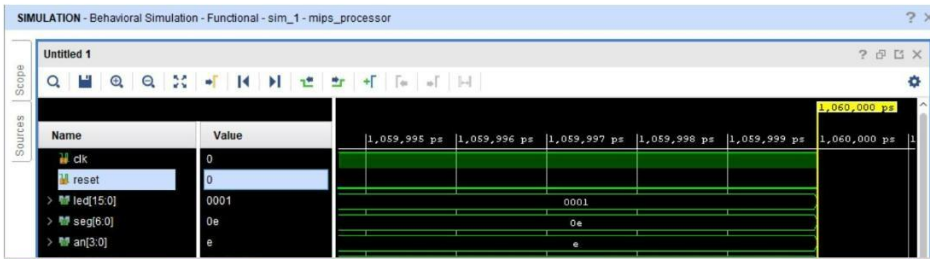 SIMULATION - Behavioral Simulation - Functional - sim_1 - mips_processor ? ×
Scope
Sources
Untitled 1 ?
1,060,000 ps
Name Value 1,059,995 ps 1,059,996 ps 1,059,997 ps 1,059,998 ps 1,059,999 ps 1,060,000 ps 1
clk 0
reset 0
> led[15:0] 0001 0001
> seg[6:0] 0e 0e
> an[3:0] e e